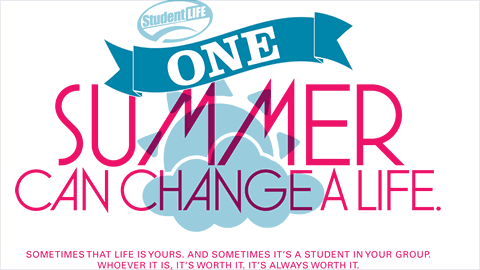 StudentLIFE
ONE
SUMMER
CAN CHANGE A LIFE.
SOMETIMES THAT LIFE IS YOURS. AND SOMETIMES IT'S A STUDENT IN YOUR GROUP.
WHOEVER IT IS, IT'S WORTH IT. IT'S ALWAYS WORTH IT.